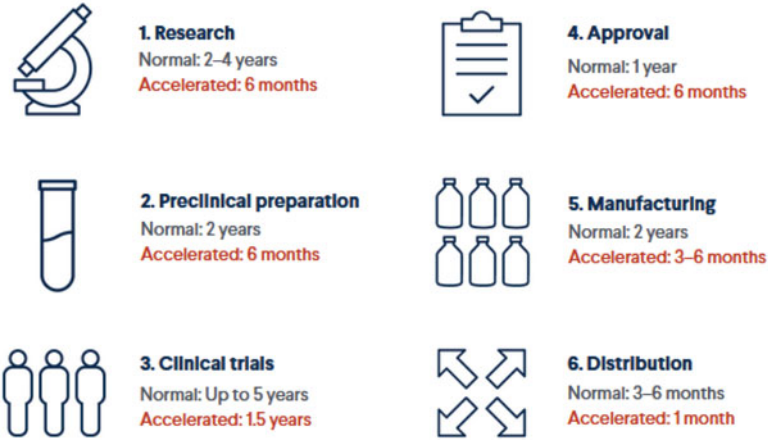 1. Research
Normal: 2–4 years
Accelerated: 6 months
2. Preclinical preparation
Normal: 2 years
Accelerated: 6 months
3. Clinical trials
Normal: Up to 5 years
Accelerated: 1.5 years
4. Approval
Normal: 1 year
Accelerated: 6 months
5. Manufacturing
Normal: 2 years
Accelerated: 3–6 months
6. Distribution
Normal: 3–6 months
Accelerated: 1 month